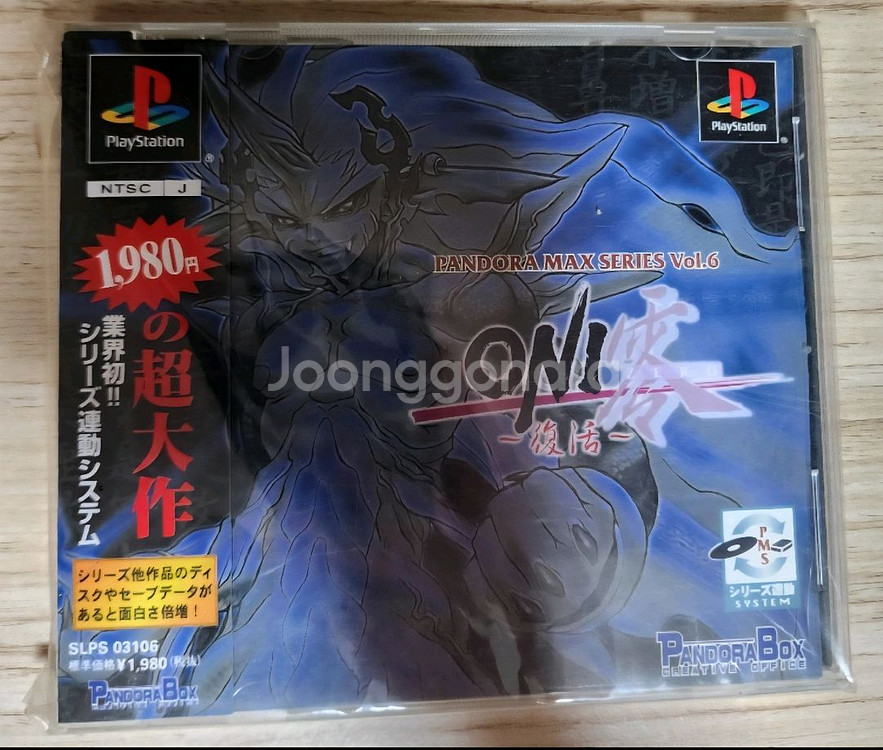 PlayStation
NTSC J
1,980円
の超大作
業界初!!
シリーズ連動システム
シリーズ他作品のディ
スクやセーブデータが
あると面白さ倍増！
SLPS 03106
標準価格¥1,980(税抜)
PANDORA BOX
CREATIVE OFFICE
PlayStation
PANDORA MAX SERIES Vol.6
ONI零
～復活～
PMS
シリーズ連動
SYSTEM
PANDORA BOX
CREATIVE OFFICE